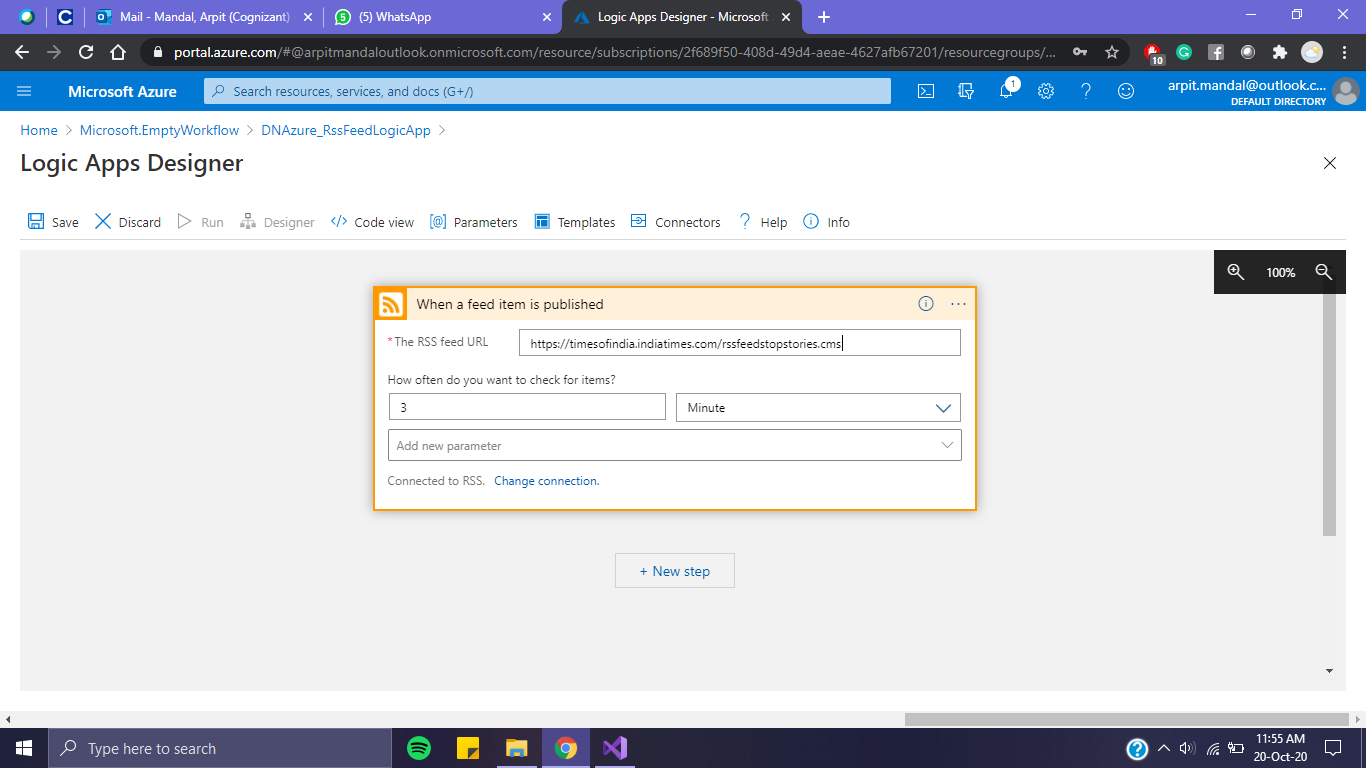 Mail - Mandal, Arpit (Cognizant)
(5) WhatsApp
Logic Apps Designer - Microsoft
portal.azure.com/#@arpitmandaloutlook.onmicrosoft.com/resource/subscriptions/2f689f50-408d-49d4-aeae-4627afb67201/resourcegroups/...
10
Microsoft Azure
Search resources, services, and docs (G+/)
1
arpit.mandal@outlook.c...
DEFAULT DIRECTORY
Home > Microsoft.EmptyWorkflow > DNAzure_RssFeedLogicApp >
Logic Apps Designer
Save Discard Run Designer Code view Parameters Templates Connectors Help Info
100%
When a feed item is published
*The RSS feed URL
https://timesofindia.indiatimes.com/rssfeedstopstories.cms
How often do you want to check for items?
3
Minute
Add new parameter
Connected to RSS. Change connection.
+ New step
Type here to search
11:55 AM
20-Oct-20